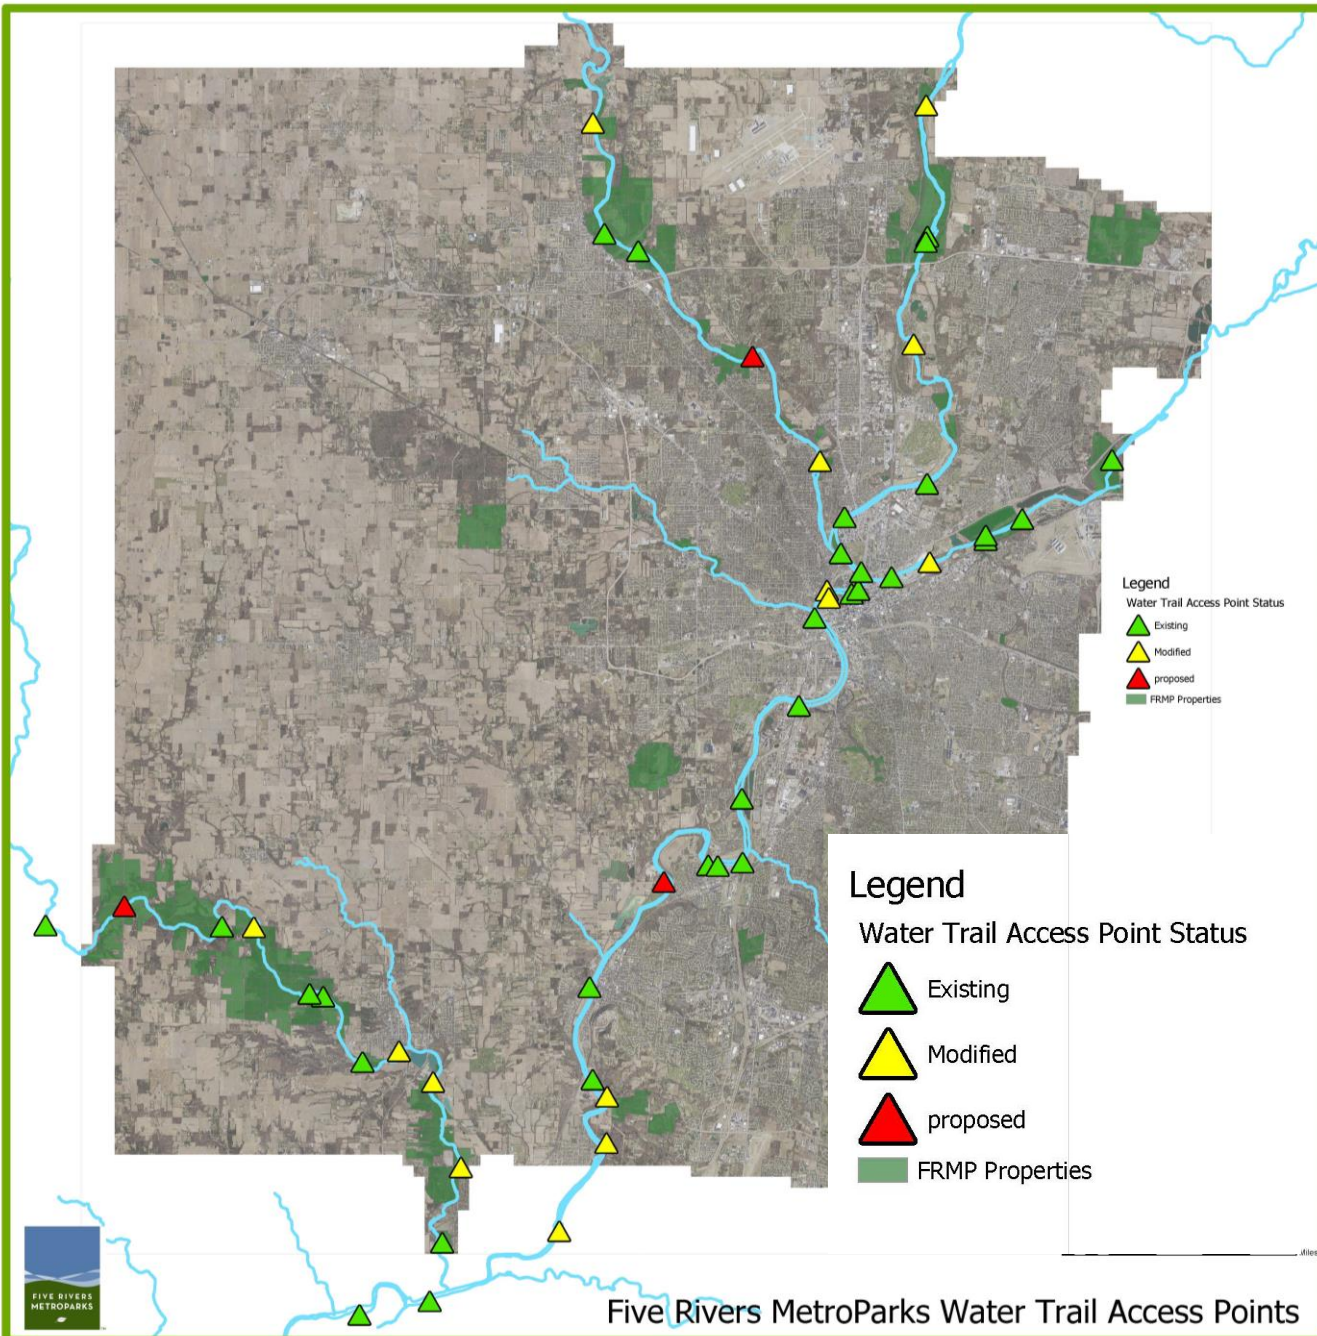 Legend
Water Trail Access Point Status
Existing
Modified
proposed
FRMP Properties
Legend
Water Trail Access Point Status
Existing
Modified
proposed
FRMP Properties
Miles
FIVE RIVERS
METROPARKS
Five Rivers MetroParks Water Trail Access Points